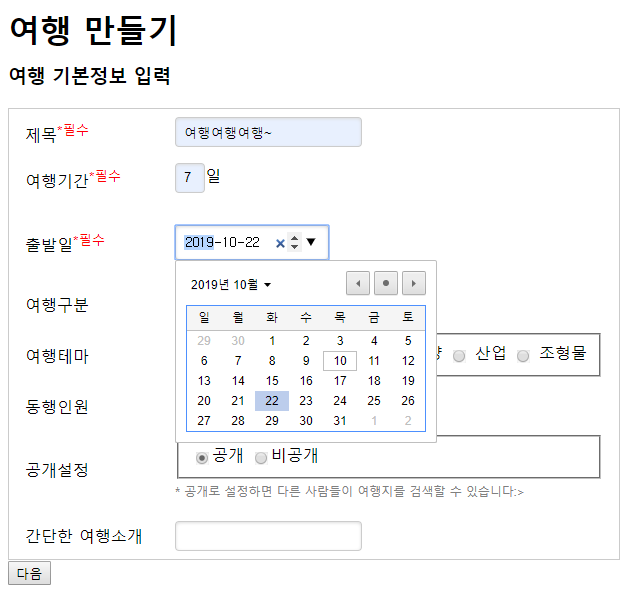 여행 만들기
여행 기본정보 입력
제목*필수 여행여행여행~
여행기간*필수 7 일
출발일*필수 2019-10-22
2019년 10월
일 월 화 수 목 금 토
29 30 1 2 3 4 5
6 7 8 9 10 11 12
13 14 15 16 17 18 19
20 21 22 23 24 25 26
27 28 29 30 31 1 2
여행구분
여행테마 산업 조형물
동행인원
공개설정 공개 비공개
* 공개로 설정하면 다른 사람들이 여행지를 검색할 수 있습니다:>
간단한 여행소개
다음